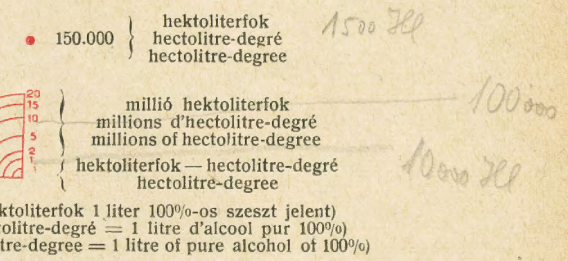 hektoliterfok
150.000 hectolitre-degré
hectolitre-degree
1500 Hl
20
15
10
5
2
1
millió hektoliterfok
millions d'hectolitre-degré
millions of hectolitre-degree
100000
hektoliterfok — hectolitre-degré
hectolitre-degree
10000 Hl
ktoliterfok 1 liter 100%-os szeszt jelent)
olitre-degré = 1 litre d'alcool pur 100%)
tre-degree = 1 litre of pure alcohol of 100%)